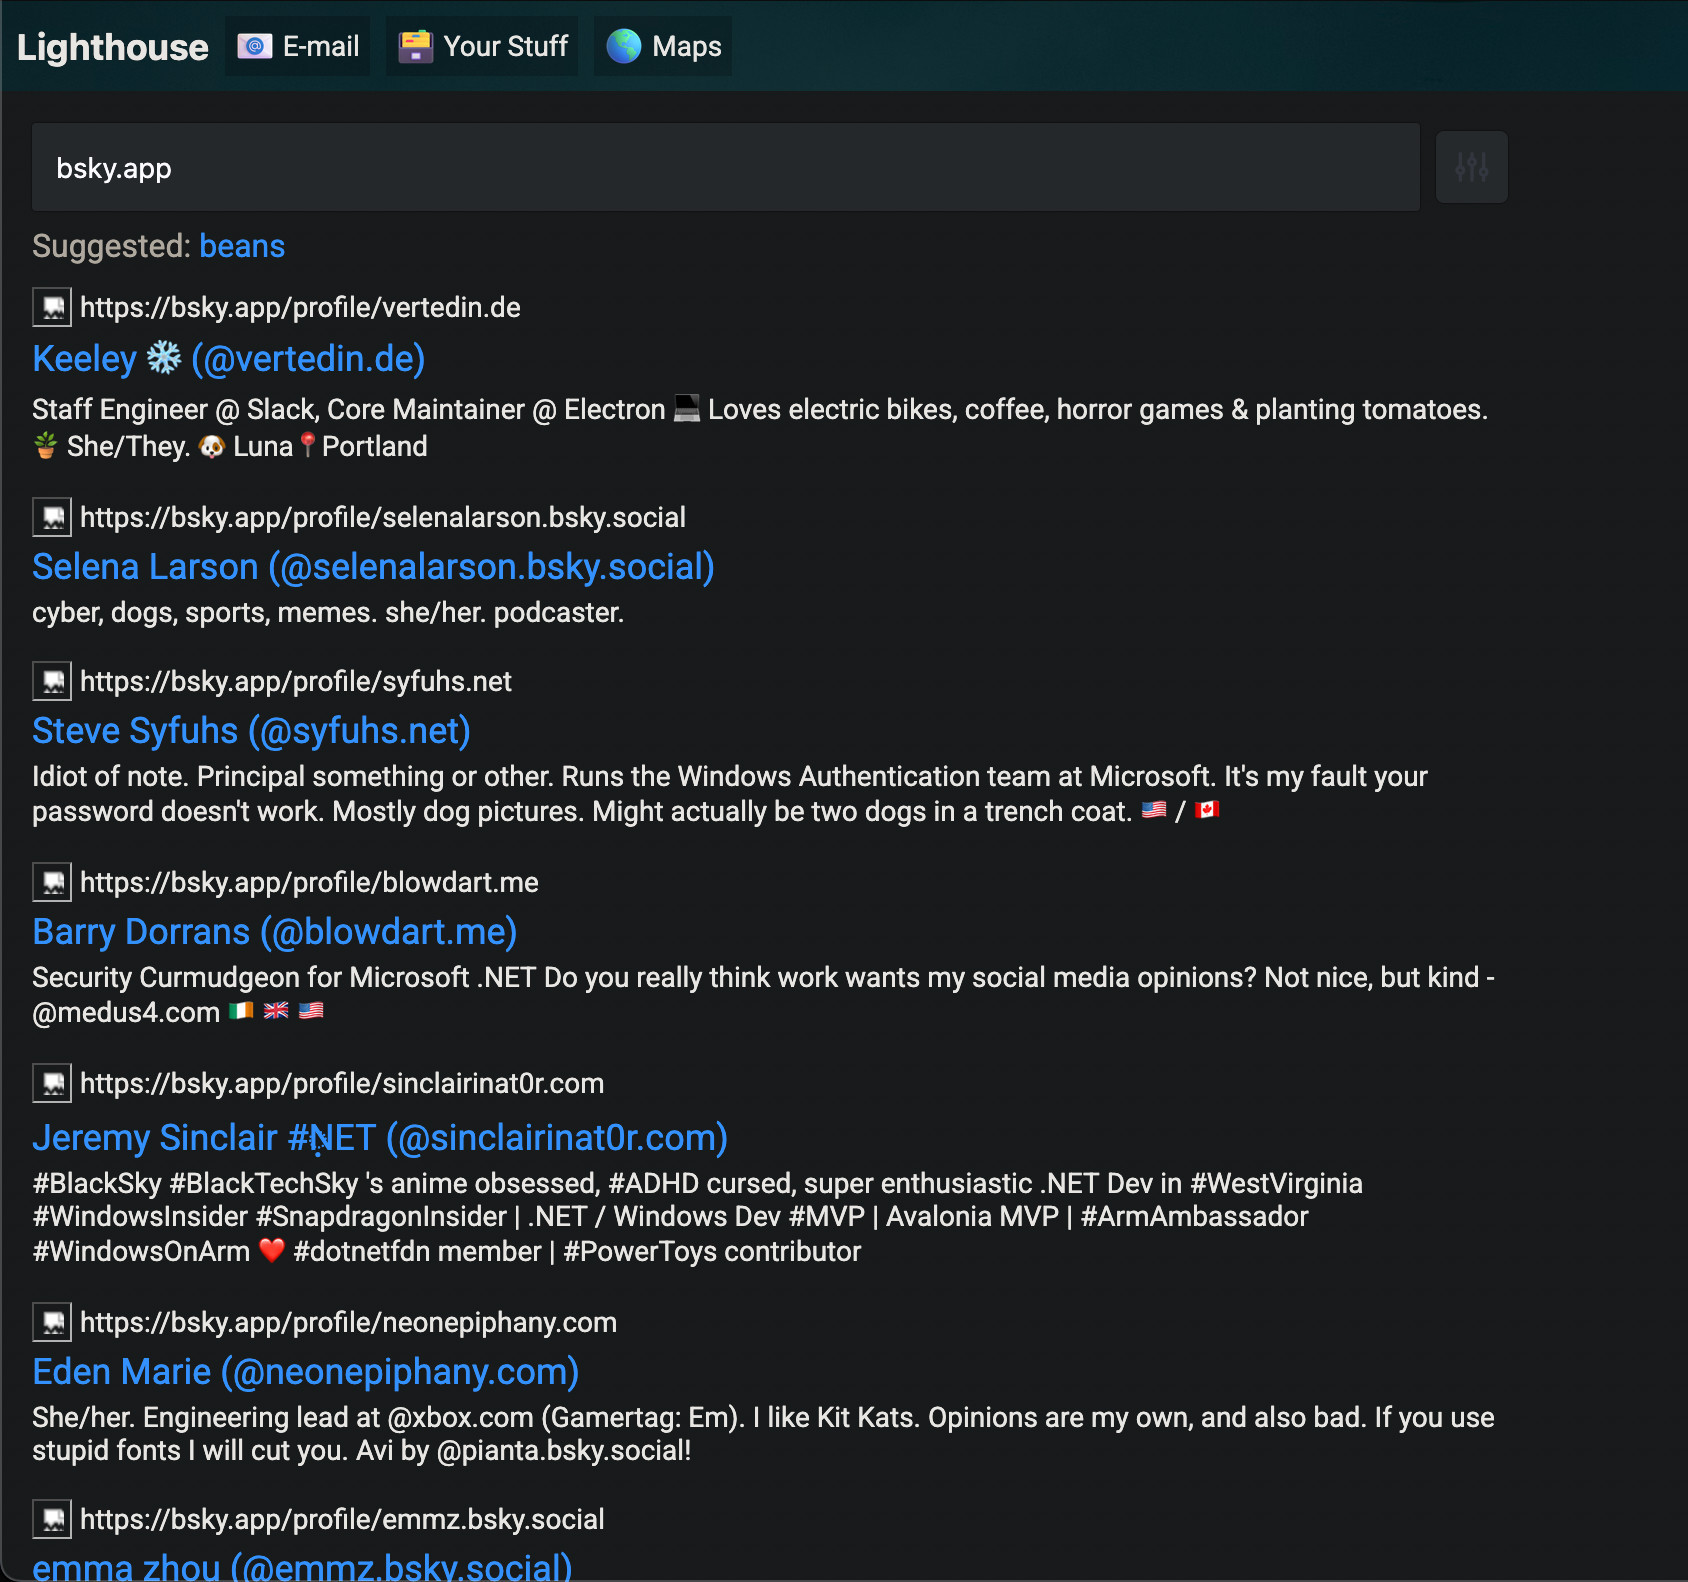 Lighthouse E-mail Your Stuff Maps
bsky.app
Suggested: beans
https://bsky.app/profile/vertedin.de
Keeley ❄️ (@vertedin.de)
Staff Engineer @ Slack, Core Maintainer @ Electron 💻 Loves electric bikes, coffee, horror games & planting tomatoes.
🪴 She/They. 🐶 Luna📍Portland
https://bsky.app/profile/selenalarson.bsky.social
Selena Larson (@selenalarson.bsky.social)
cyber, dogs, sports, memes. she/her. podcaster.
https://bsky.app/profile/syfuhs.net
Steve Syfuhs (@syfuhs.net)
Idiot of note. Principal something or other. Runs the Windows Authentication team at Microsoft. It's my fault your
password doesn't work. Mostly dog pictures. Might actually be two dogs in a trench coat. 🇺🇸 / 🇨🇦
https://bsky.app/profile/blowdart.me
Barry Dorrans (@blowdart.me)
Security Curmudgeon for Microsoft .NET Do you really think work wants my social media opinions? Not nice, but kind -
@medus4.com 🇮🇪 🇬🇧 🇺🇸
https://bsky.app/profile/sinclairinat0r.com
Jeremy Sinclair #NET (@sinclairinat0r.com)
#BlackSky #BlackTechSky 's anime obsessed, #ADHD cursed, super enthusiastic .NET Dev in #WestVirginia
#WindowsInsider #SnapdragonInsider | .NET / Windows Dev #MVP | Avalonia MVP | #ArmAmbassador
#WindowsOnArm ❤️ #dotnetfdn member | #PowerToys contributor
https://bsky.app/profile/neonepiphany.com
Eden Marie (@neonepiphany.com)
She/her. Engineering lead at @xbox.com (Gamertag: Em). I like Kit Kats. Opinions are my own, and also bad. If you use
stupid fonts I will cut you. Avi by @pianta.bsky.social!
https://bsky.app/profile/emmz.bsky.social
emma zhou (@emmz.bsky.social)